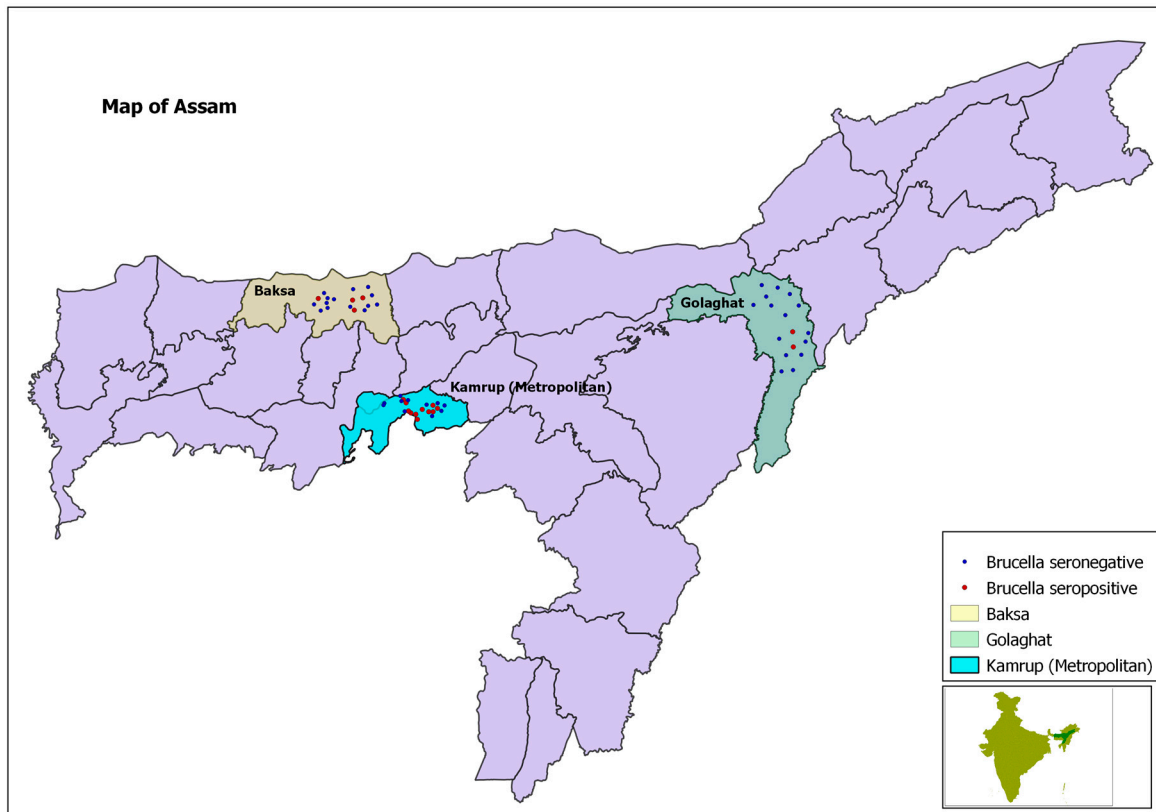 Map of Assam
Baksa
Golaghat
Kamrup (Metropolitan)
Brucella seronegative
Brucella seropositive
Baksa
Golaghat
Kamrup (Metropolitan)